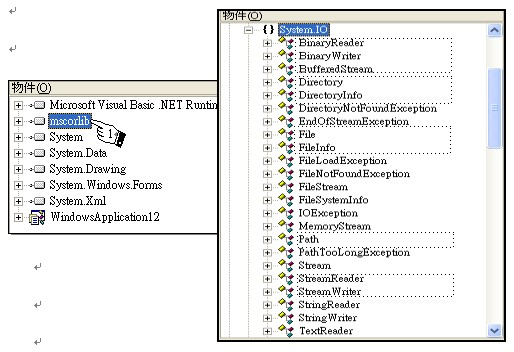 物件(O)
Microsoft Visual Basic .NET Runtin
mscorlib
1
System
System.Data
System.Drawing
System.Windows.Forms
System.Xml
WindowsApplication12
物件(O)
{} System.IO
BinaryReader
BinaryWriter
BufferedStream
Directory
DirectoryInfo
DirectoryNotFoundException
EndOfStreamException
File
FileInfo
FileLoadException
FileNotFoundException
FileStream
FileSystemInfo
IOException
MemoryStream
Path
PathTooLongException
Stream
StreamReader
StreamWriter
StringReader
StringWriter
TextReader